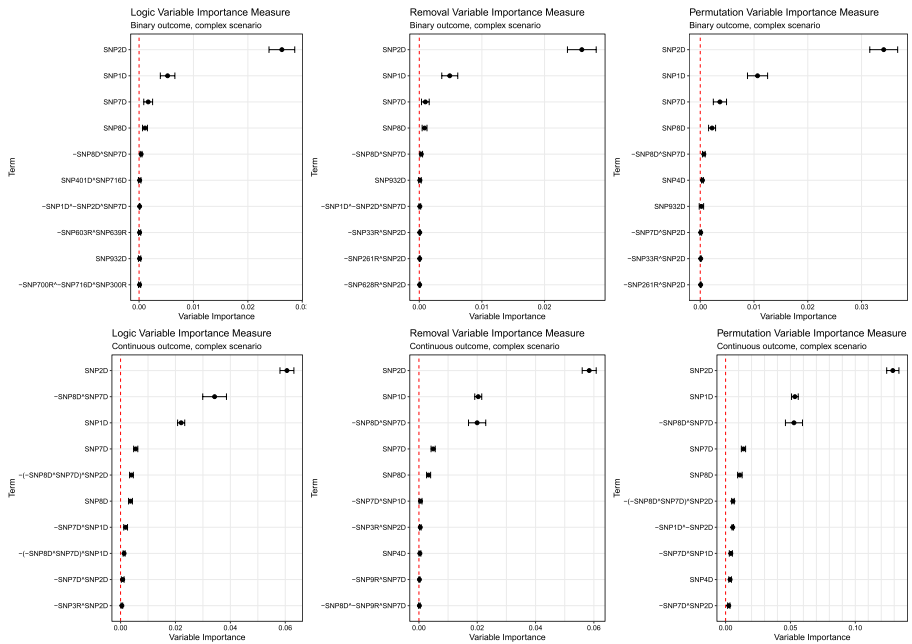 Logic Variable Importance Measure
Binary outcome, complex scenario
Term
SNP2D
SNP1D
SNP7D
SNP8D
−SNP8D^SNP7D
SNP401D^SNP716D
−SNP1D^−SNP2D^SNP7D
−SNP603R^SNP639R
SNP932D
−SNP700R^−SNP716D^SNP300R
0.00 0.01 0.02 0.0
Variable Importance
Removal Variable Importance Measure
Binary outcome, complex scenario
Term
SNP2D
SNP1D
SNP7D
SNP8D
−SNP8D^SNP7D
SNP932D
−SNP1D^−SNP2D^SNP7D
−SNP33R^SNP2D
−SNP261R^SNP2D
−SNP628R^SNP2D
0.00 0.01 0.02
Variable Importance
Permutation Variable Importance Measure
Binary outcome, complex scenario
Term
SNP2D
SNP1D
SNP7D
SNP8D
−SNP8D^SNP7D
SNP4D
SNP932D
−SNP7D^SNP2D
−SNP33R^SNP2D
−SNP261R^SNP2D
0.00 0.01 0.02 0.03
Variable Importance
Logic Variable Importance Measure
Continuous outcome, complex scenario
Term
SNP2D
−SNP8D^SNP7D
SNP1D
SNP7D
−(−SNP8D^SNP7D)^SNP2D
SNP8D
−SNP7D^SNP1D
−(−SNP8D^SNP7D)^SNP1D
−SNP7D^SNP2D
−SNP3R^SNP2D
0.00 0.02 0.04 0.06
Variable Importance
Removal Variable Importance Measure
Continuous outcome, complex scenario
Term
SNP2D
SNP1D
−SNP8D^SNP7D
SNP7D
SNP8D
−SNP7D^SNP1D
−SNP3R^SNP2D
SNP4D
−SNP9R^SNP7D
−SNP8D^−SNP9R^SNP7D
0.00 0.02 0.04 0.06
Variable Importance
Permutation Variable Importance Measure
Continuous outcome, complex scenario
Term
SNP2D
SNP1D
−SNP8D^SNP7D
SNP7D
SNP8D
−(−SNP8D^SNP7D)^SNP2D
−SNP1D^−SNP2D
−SNP7D^SNP1D
SNP4D
−SNP7D^SNP2D
0.00 0.05 0.10
Variable Importance